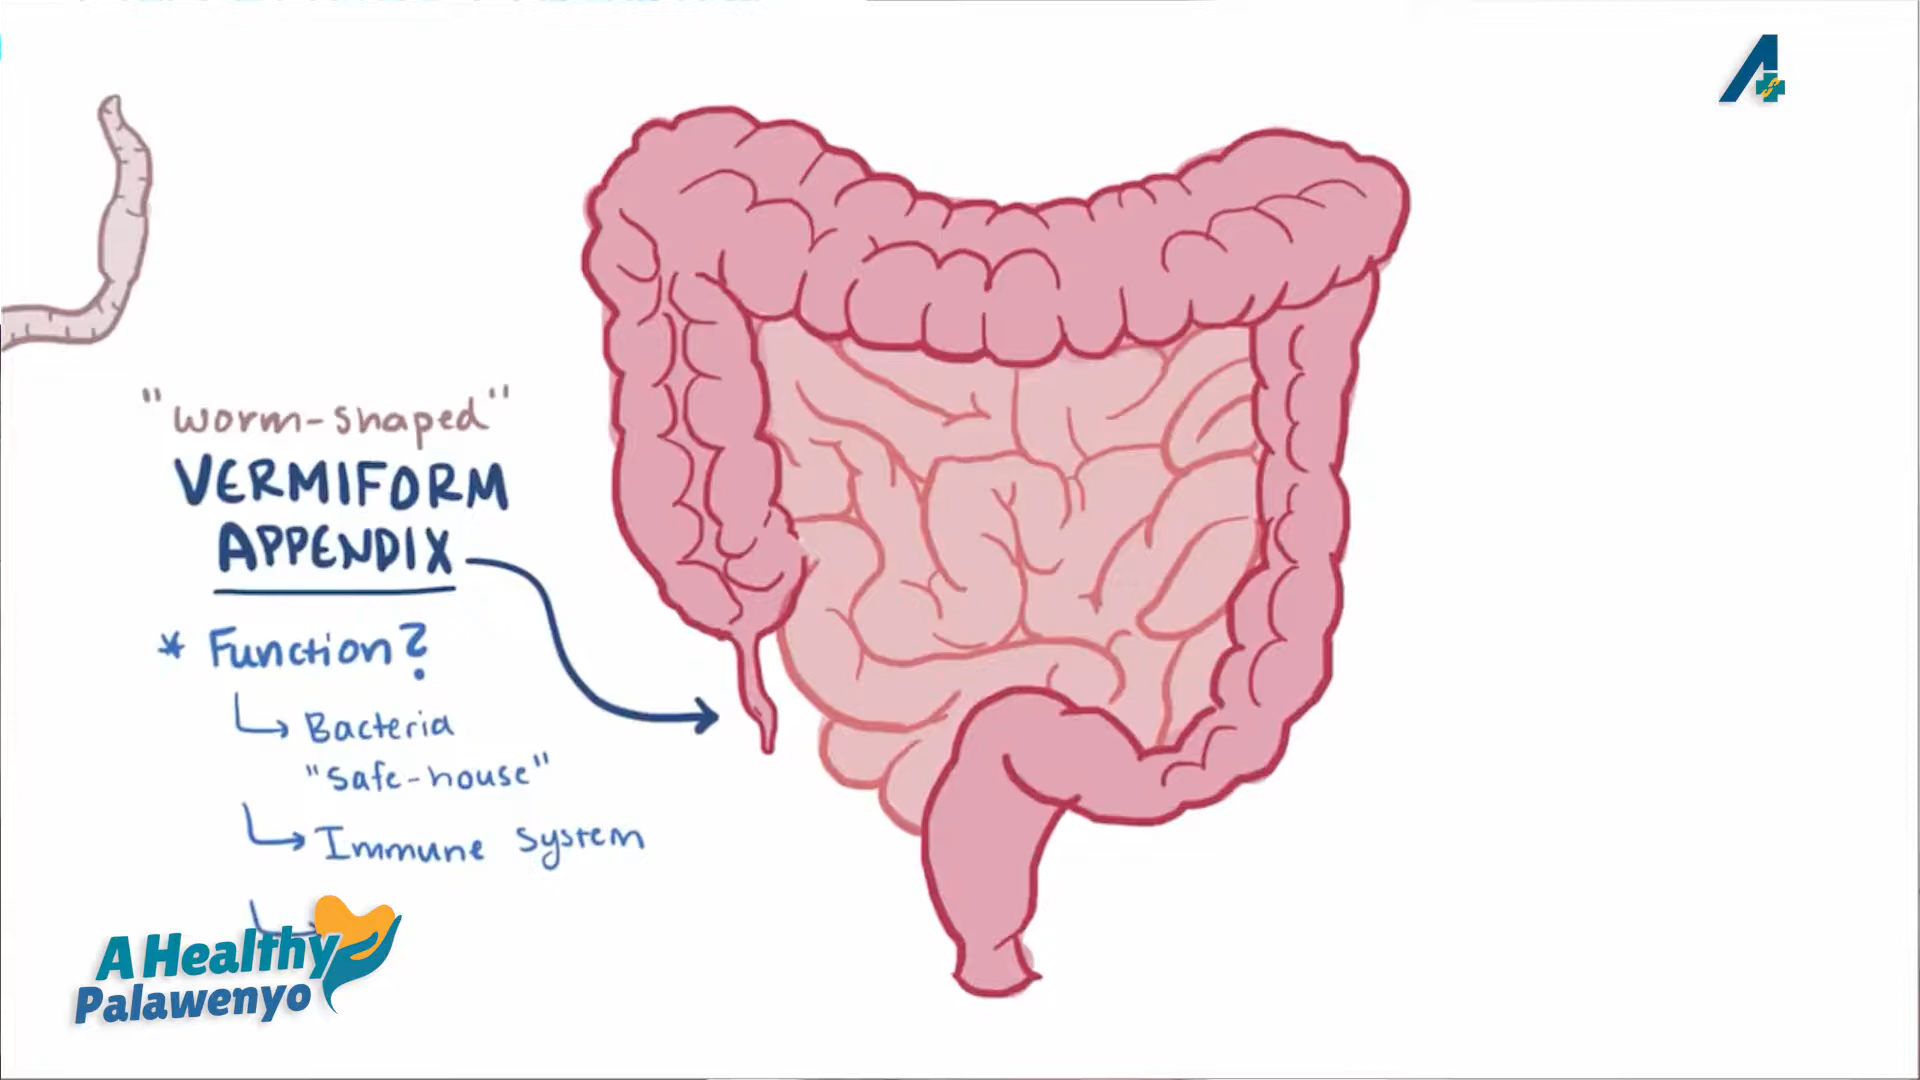 "worm-shaped"
VERMIFORM
APPENDIX
* Function?
Bacteria
"safe-house"
Immune System
A Healthy
Palawenyo